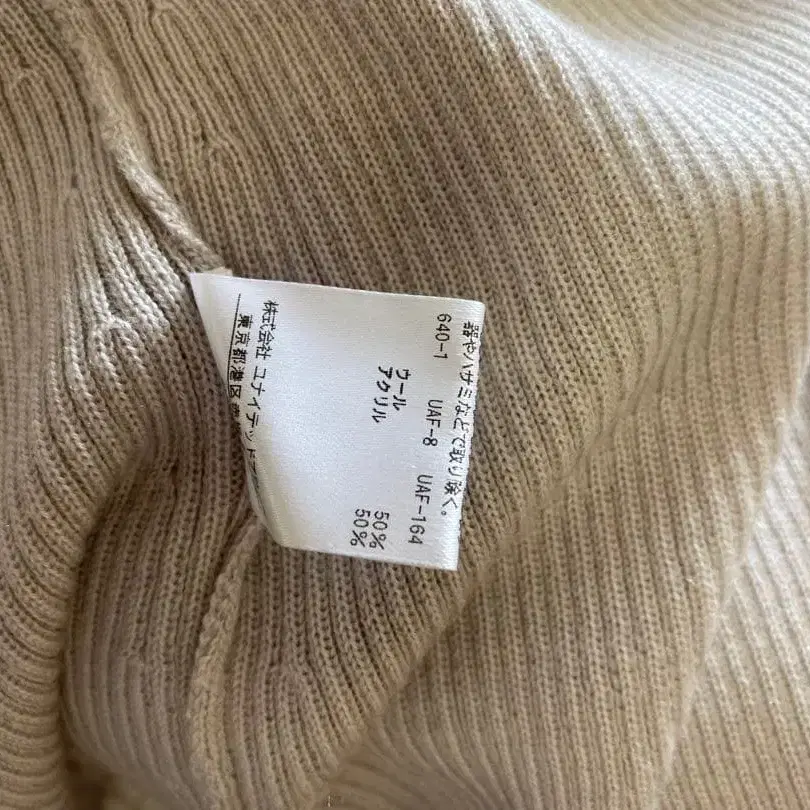 器やハサミなどで取り除く。
640-1 UAF-8 UAF-164
ウール 50%
アクリル 50%
株式会社 ユナイテッド
東京都港区